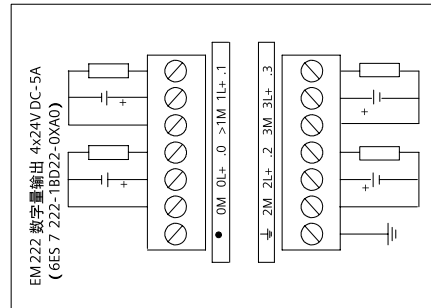 EM 222 数字量输出 4x24V DC-5A
(6ES 7 222-1BD22-0XA0)
● 0M 0L+ .0 >1M 1L+ .1
⏚ 2M 2L+ .2 3M 3L+ .3
+
+
+
+